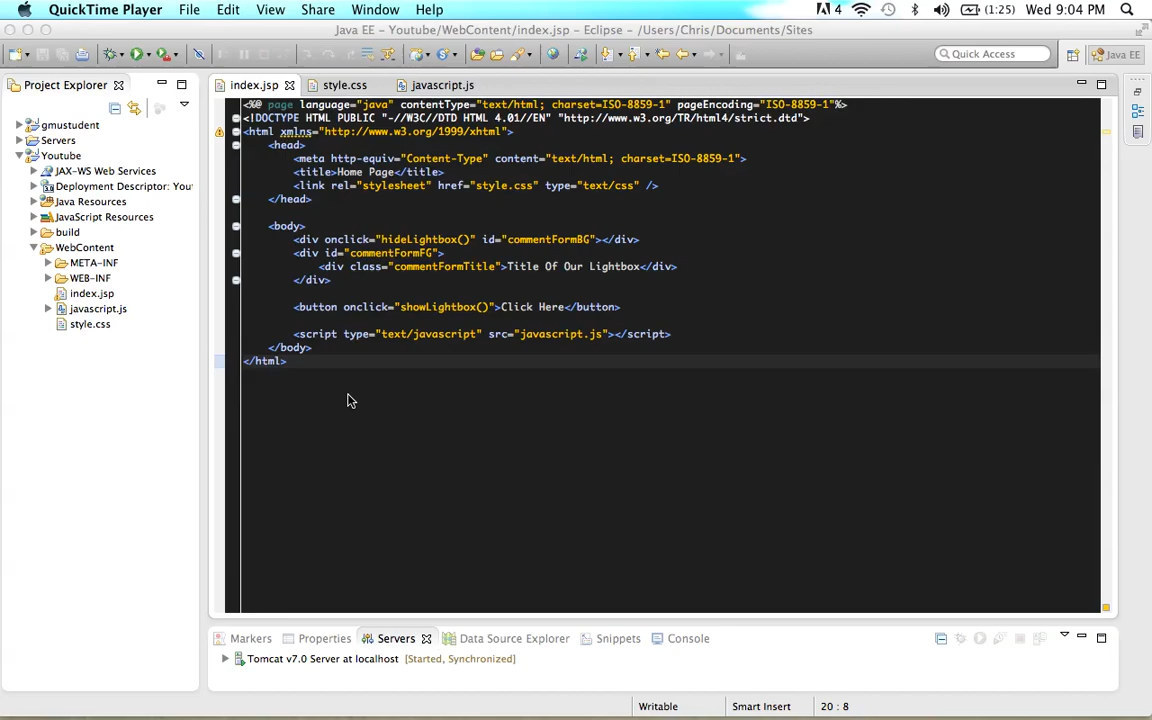 QuickTime Player File Edit View Share Window Help 4 (1:25) Wed 9:04 PM
Java EE – Youtube/WebContent/index.jsp – Eclipse – /Users/Chris/Documents/Sites
Quick Access Java EE
Project Explorer
index.jsp style.css javascript.js
gmustudent
Servers
Youtube
JAX-WS Web Services
Deployment Descriptor: You
Java Resources
JavaScript Resources
build
WebContent
META-INF
WEB-INF
index.jsp
javascript.js
style.css
<%@ page language="java" contentType="text/html; charset=ISO-8859-1" pageEncoding="ISO-8859-1"%>
<!DOCTYPE HTML PUBLIC "-//W3C//DTD HTML 4.01//EN" "http://www.w3.org/TR/html4/strict.dtd">
<html xmlns="http://www.w3.org/1999/xhtml">
<head>
<meta http-equiv="Content-Type" content="text/html; charset=ISO-8859-1">
<title>Home Page</title>
<link rel="stylesheet" href="style.css" type="text/css" />
</head>
<body>
<div onclick="hideLightbox()" id="commentFormBG"></div>
<div id="commentFormFG">
<div class="commentFormTitle">Title Of Our Lightbox</div>
</div>
<button onclick="showLightbox()">Click Here</button>
<script type="text/javascript" src="javascript.js"></script>
</body>
</html>
Markers Properties Servers Data Source Explorer Snippets Console
Tomcat v7.0 Server at localhost [Started, Synchronized]
Writable Smart Insert 20 : 8